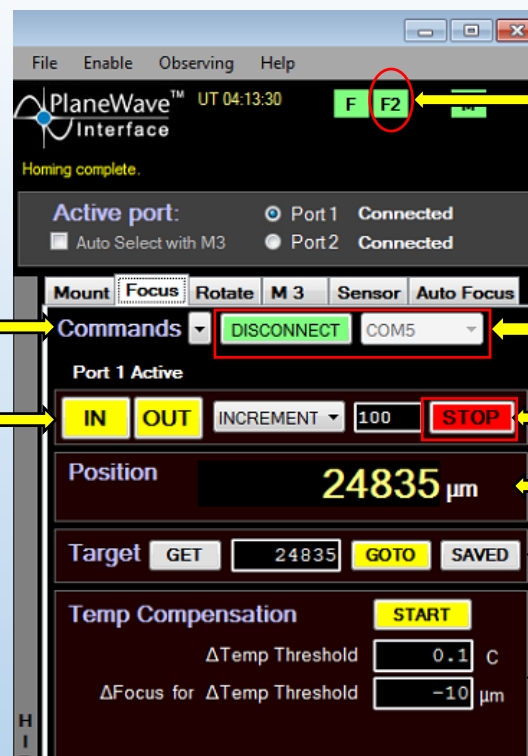 File Enable Observing Help
PlaneWave™ UT 04:13:30 F F2
Interface
Homing complete.
Active port: Port 1 Connected
Auto Select with M3 Port 2 Connected
Mount Focus Rotate M 3 Sensor Auto Focus
Commands DISCONNECT COM5
Port 1 Active
IN OUT INCREMENT 100 STOP
Position 24835 µm
Target GET 24835 GOTO SAVED
Temp Compensation START
ΔTemp Threshold 0.1 C
ΔFocus for ΔTemp Threshold -10 µm
H
I